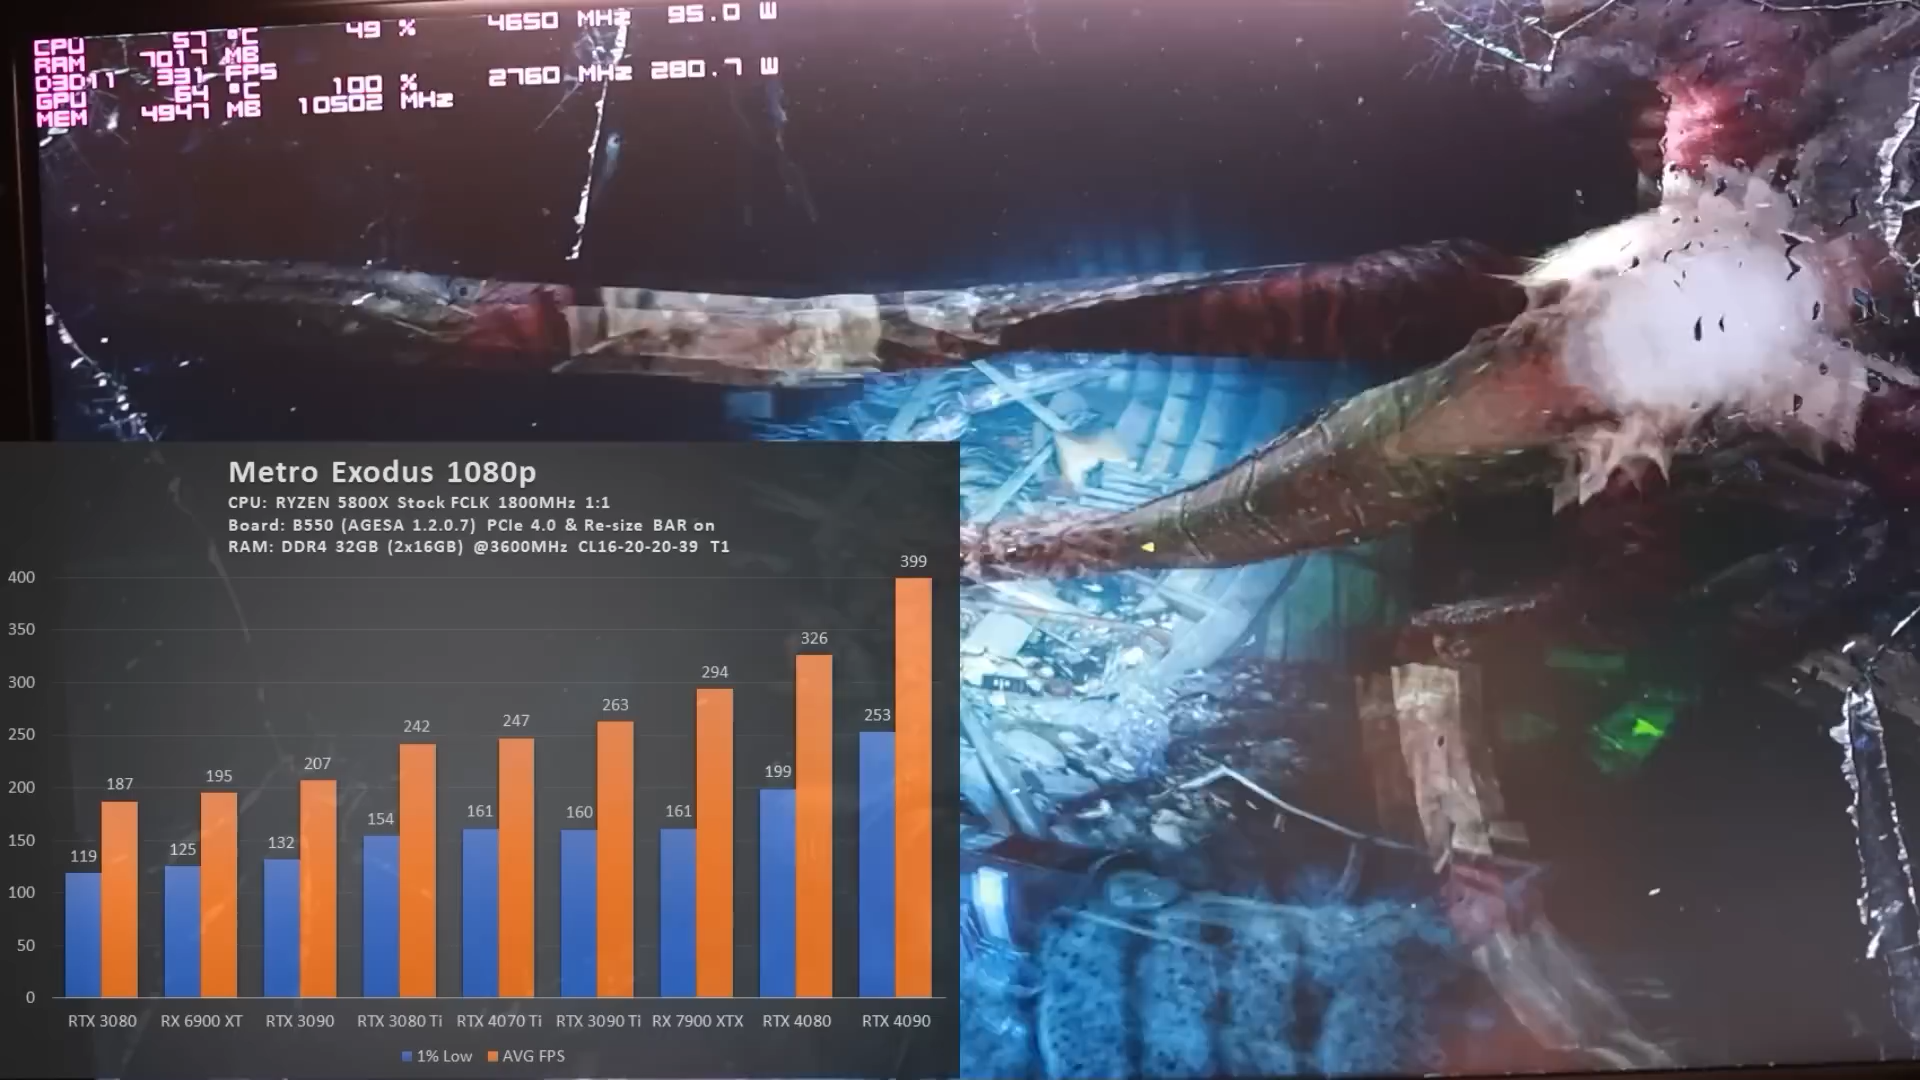 CPU 57 °C 49 % 4650 MHz 95.0 W
RAM 7017 MB
D3D11 331 FPS
GPU 64 °C 100 % 2760 MHz 280.7 W
MEM 4947 MB 10502 MHz
Metro Exodus 1080p
CPU: RYZEN 5800X Stock FCLK 1800MHz 1:1
Board: B550 (AGESA 1.2.0.7) PCIe 4.0 & Re-size BAR on
RAM: DDR4 32GB (2x16GB) @3600MHz CL16-20-20-39 T1
400
350
300
250
200
150
100
50
0
119 187
125 195
132 207
154 242
161 247
160 263
161 294
199 326
253 399
RTX 3080 RX 6900 XT RTX 3090 RTX 3080 Ti RTX 4070 Ti RTX 3090 Ti RX 7900 XTX RTX 4080 RTX 4090
1% Low AVG FPS